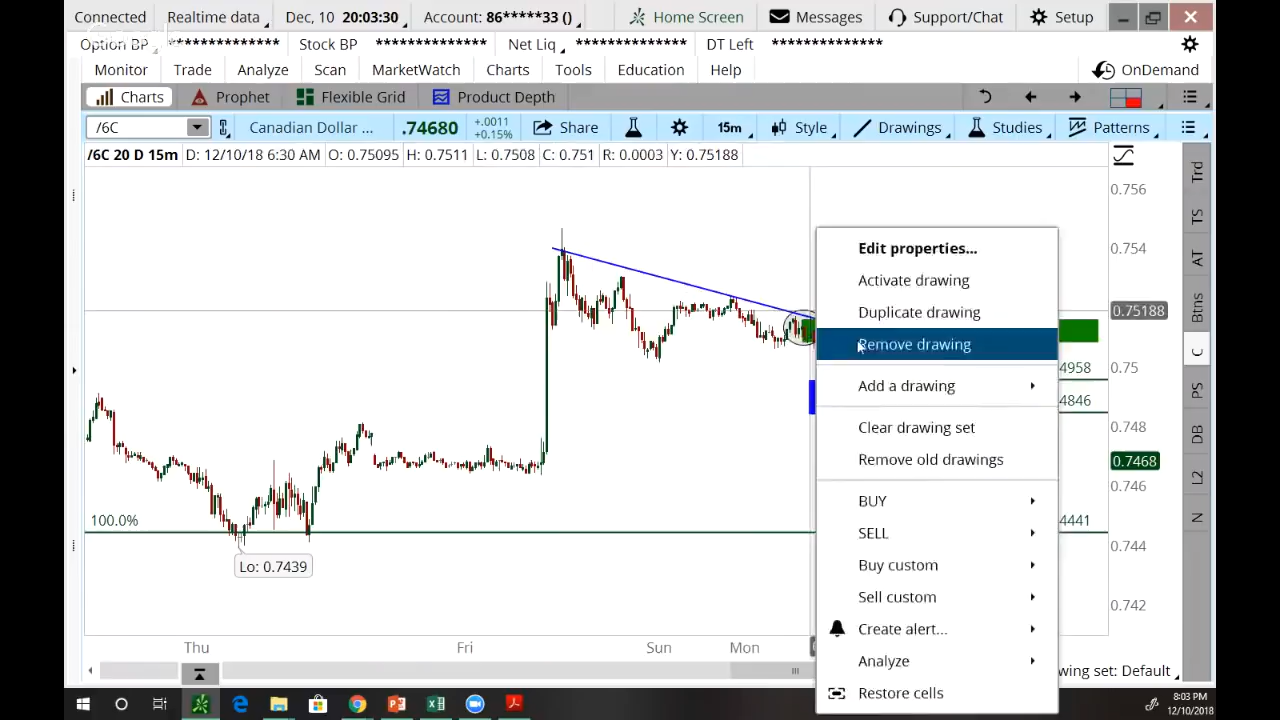 Connected Realtime data Dec, 10 20:03:30 Account: 86*****33 () Home Screen Messages Support/Chat Setup
Option BP ************* Stock BP ************* Net Liq ************* DT Left *************
Monitor Trade Analyze Scan MarketWatch Charts Tools Education Help OnDemand
Charts Prophet Flexible Grid Product Depth
/6C Canadian Dollar ... .74680 +.0011 +0.15% Share 15m Style Drawings Studies Patterns
/6C 20 D 15m D: 12/10/18 6:30 AM O: 0.75095 H: 0.7511 L: 0.7508 C: 0.751 R: 0.0003 Y: 0.75188
Trd
TS
AT
Btns
C
PS
DB
L2
N
0.756
0.754
0.75188
0.75
0.748
0.7468
0.746
0.744
0.742
4958
4846
4441
100.0%
Lo: 0.7439
Edit properties...
Activate drawing
Duplicate drawing
Remove drawing
Add a drawing
Clear drawing set
Remove old drawings
BUY
SELL
Buy custom
Sell custom
Create alert...
Analyze
Restore cells
Thu Fri Sun Mon
wing set: Default
8:03 PM
12/10/2018